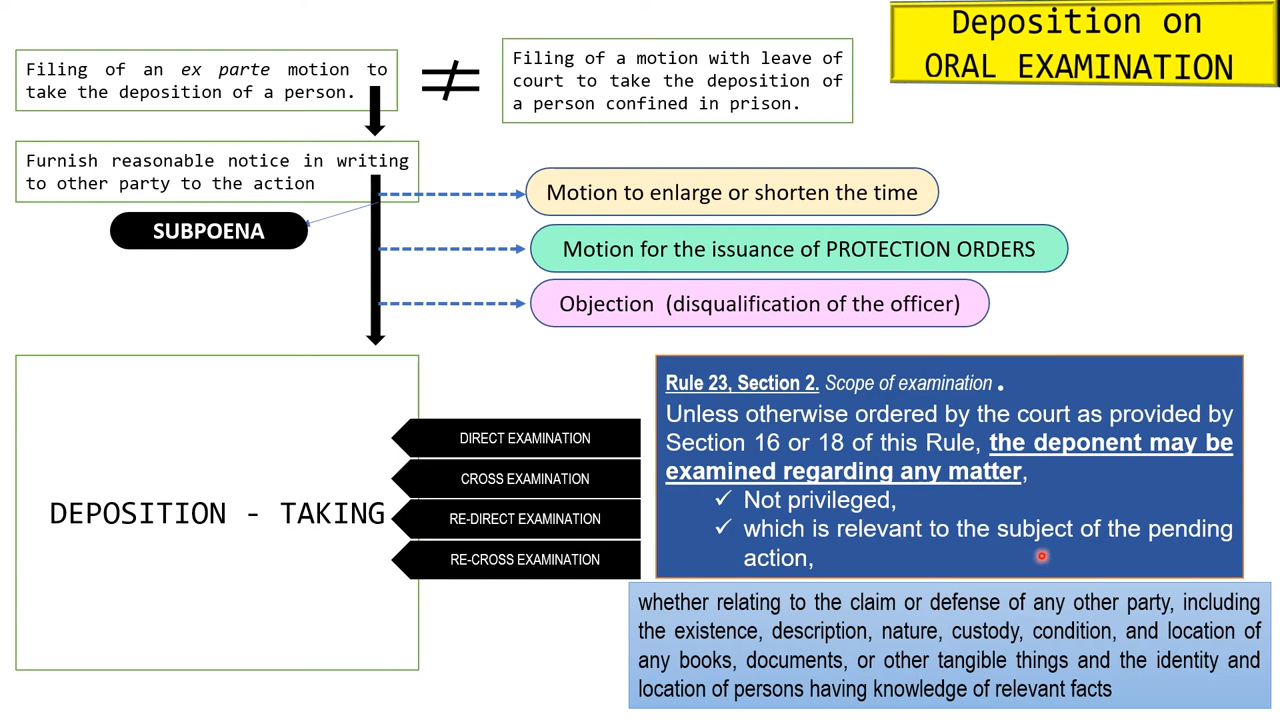 Deposition on
ORAL EXAMINATION
Filing of an ex parte motion to
take the deposition of a person.
≠
Filing of a motion with leave of
court to take the deposition of
a person confined in prison.
Furnish reasonable notice in writing
to other party to the action
SUBPOENA
Motion to enlarge or shorten the time
Motion for the issuance of PROTECTION ORDERS
Objection (disqualification of the officer)
DEPOSITION - TAKING
DIRECT EXAMINATION
CROSS EXAMINATION
RE-DIRECT EXAMINATION
RE-CROSS EXAMINATION
Rule 23, Section 2. Scope of examination.
Unless otherwise ordered by the court as provided by
Section 16 or 18 of this Rule, the deponent may be
examined regarding any matter,
✓ Not privileged,
✓ which is relevant to the subject of the pending
action,
whether relating to the claim or defense of any other party, including
the existence, description, nature, custody, condition, and location of
any books, documents, or other tangible things and the identity and
location of persons having knowledge of relevant facts